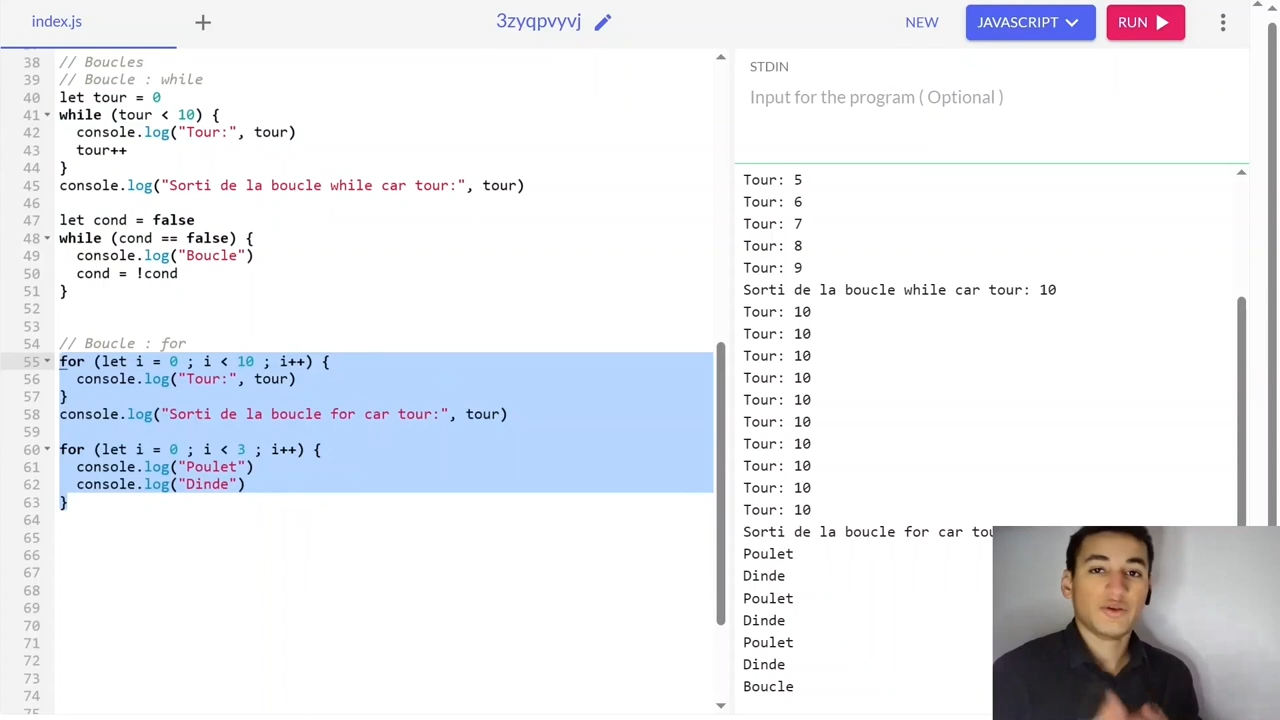 index.js
+
3zyqpvyvj
NEW
JAVASCRIPT
RUN
38 // Boucles
39 // Boucle : while
40 let tour = 0
41 while (tour < 10) {
42 console.log("Tour:", tour)
43 tour++
44 }
45 console.log("Sorti de la boucle while car tour:", tour)
46
47 let cond = false
48 while (cond == false) {
49 console.log("Boucle")
50 cond = !cond
51 }
52
53
54 // Boucle : for
55 for (let i = 0 ; i < 10 ; i++) {
56 console.log("Tour:", tour)
57 }
58 console.log("Sorti de la boucle for car tour:", tour)
59
60 for (let i = 0 ; i < 3 ; i++) {
61 console.log("Poulet")
62 console.log("Dinde")
63 }
64
65
66
67
68
69
70
71
72
73
74
75
STDIN
Input for the program ( Optional )
Tour: 5
Tour: 6
Tour: 7
Tour: 8
Tour: 9
Sorti de la boucle while car tour: 10
Tour: 10
Tour: 10
Tour: 10
Tour: 10
Tour: 10
Tour: 10
Tour: 10
Tour: 10
Tour: 10
Tour: 10
Sorti de la boucle for car
Poulet
Dinde
Poulet
Dinde
Poulet
Dinde
Boucle